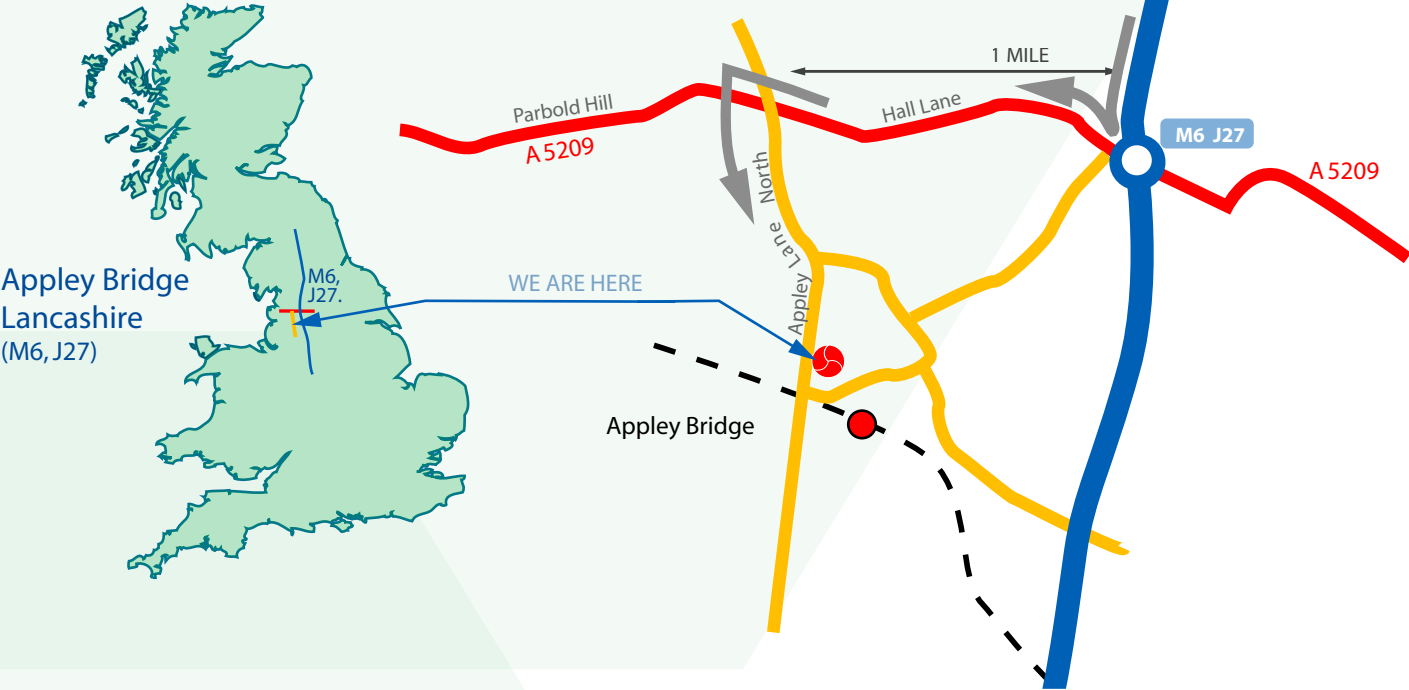 Appley Bridge
Lancashire
(M6, J27)
M6,
J27.
WE ARE HERE
1 MILE
Parbold Hill
A 5209
Hall Lane
M6 J27
A 5209
Appley Lane North
Appley Bridge